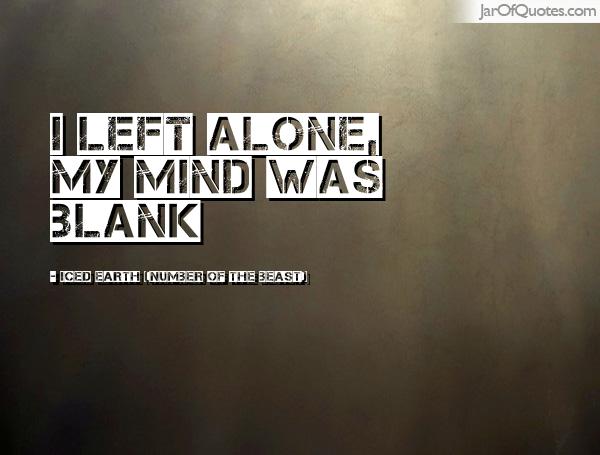 JarOfQuotes.com
I LEFT ALONE,
MY MIND WAS
BLANK
- ICED EARTH (NUMBER OF THE BEAST)